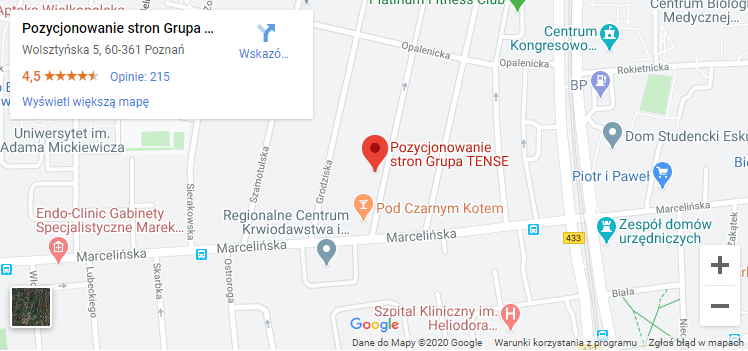 Pozycjonowanie stron Grupa ...
Wolsztyńska 5, 60-361 Poznań
4,5
Opinie: 215
Wyświetl większą mapę
Wskazó...
Platinum Fitness Club
Opalenicka
Opalenicka
Centrum
Kongresowo...
Centrum Biolog
Medycznej
Rokietnicka
BP
Uniwersytet im.
Adama Mickiewicza
Szamotulska
Grodziska
Sierakowska
Pozycjonowanie
stron Grupa TENSE
Dom Studencki Esku
Piotr i Paweł
Pod Czarnym Kotem
Endo-Clinic Gabinety
Specjalistyczne Marek...
Regionalne Centrum
Krwiodawstwa i...
Marcelińska
Marcelińska
Marcelińska
Marcelińska
433
Zespół domów
urzędniczych
Zakątek
Lubeckiego
Skarbka
Ostroroga
Biała
Szpital Kliniczny im.
Heliodora...
Google
Dane do Mapy ©2020 Google
Warunki korzystania z programu
Zgłoś błąd w mapach